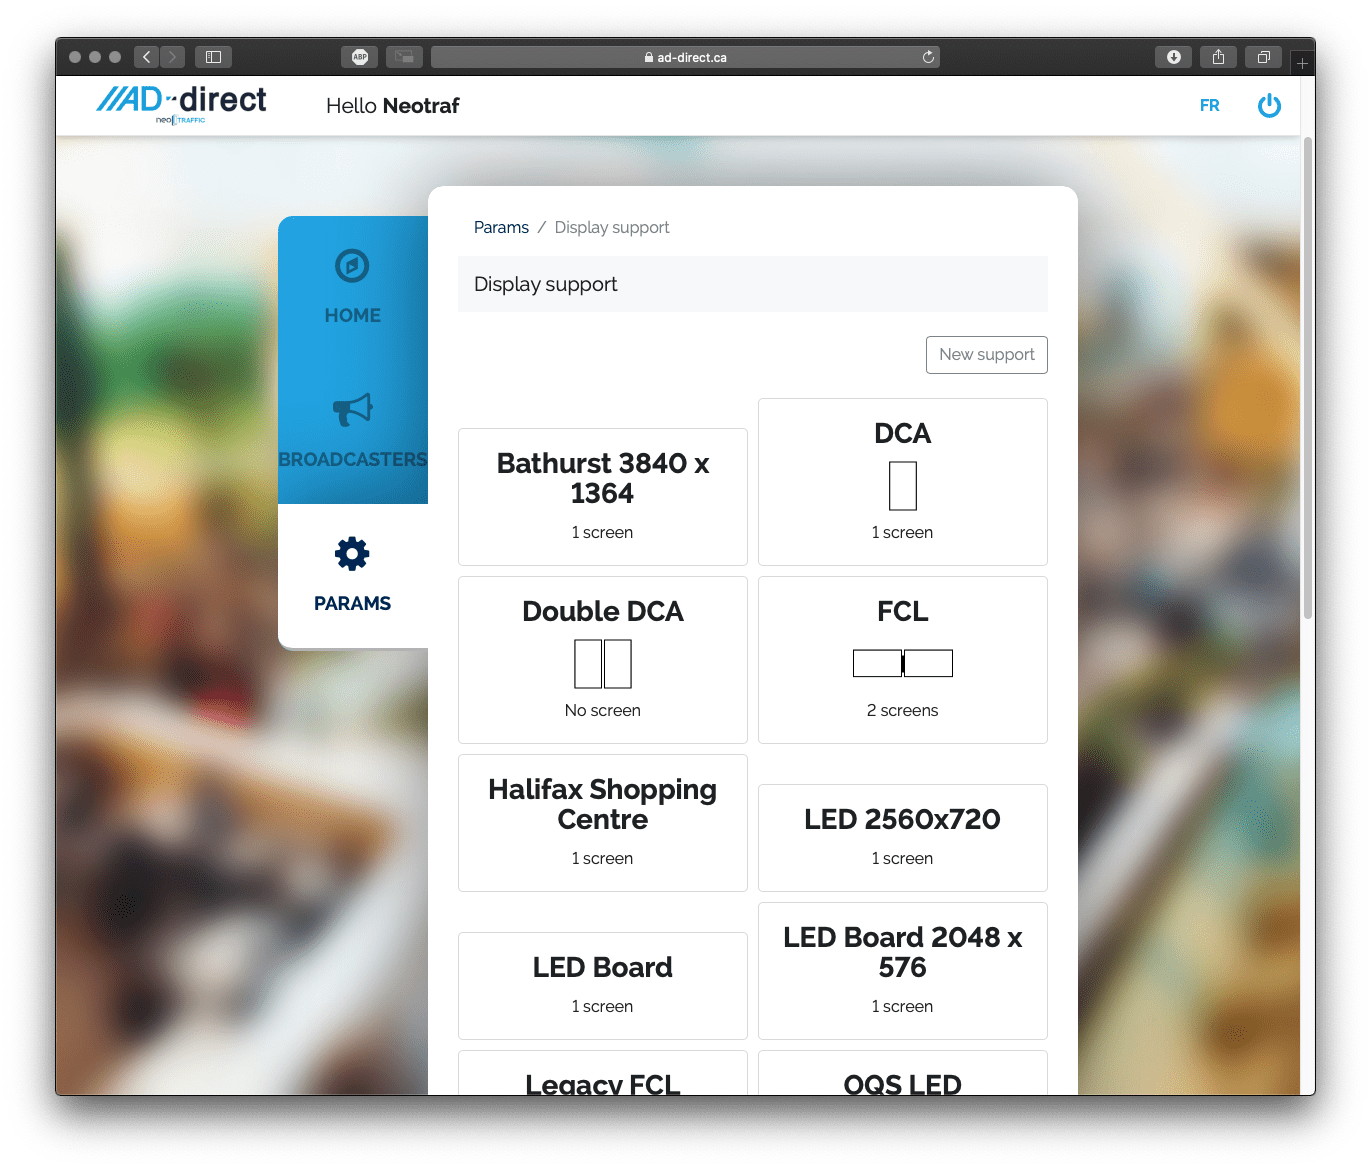 ABP
ad-direct.ca
AD-direct
neo TRAFFIC
Hello Neotraf
FR
HOME
BROADCASTERS
PARAMS
Params / Display support
Display support
New support
Bathurst 3840 x
1364
1 screen
DCA
1 screen
Double DCA
No screen
FCL
2 screens
Halifax Shopping
Centre
1 screen
LED 2560x720
1 screen
LED Board
1 screen
LED Board 2048 x
576
1 screen
Legacy FCL
OQS LED